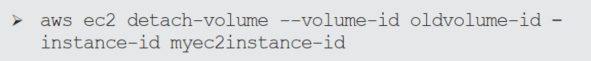 ➢ aws ec2 detach-volume --volume-id oldvolume-id –
instance-id myec2instance-id